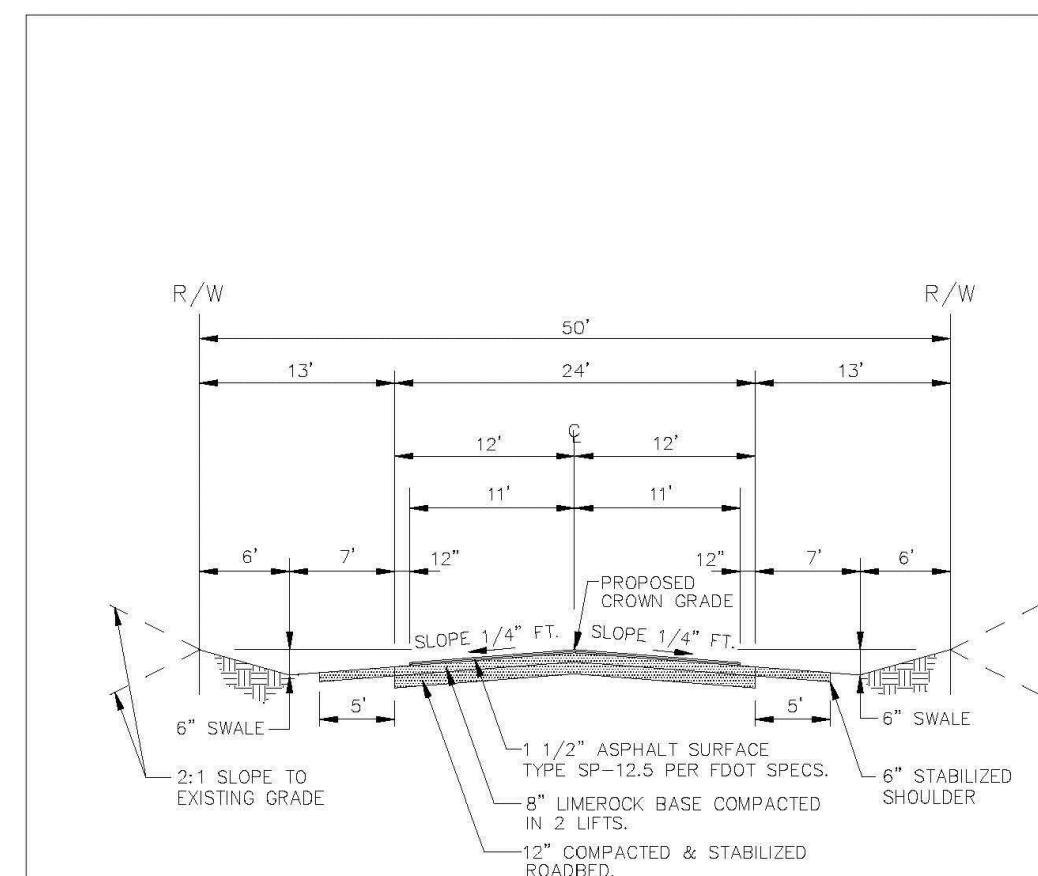 R/W R/W
50'
13' 24' 13'
℄
12' 12'
11' 11'
6' 7' 12" 12" 7' 6'
PROPOSED
CROWN GRADE
SLOPE 1/4" FT. SLOPE 1/4" FT.
5' 5'
6" SWALE 6" SWALE
1 1/2" ASPHALT SURFACE
TYPE SP-12.5 PER FDOT SPECS.
2:1 SLOPE TO
EXISTING GRADE
6" STABILIZED
SHOULDER
8" LIMEROCK BASE COMPACTED
IN 2 LIFTS.
12" COMPACTED & STABILIZED
ROADBED.